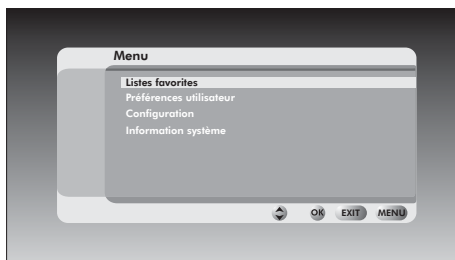 Menu
Listes favorites
Préférences utilisateur
Configuration
Information système
OK EXIT MENU